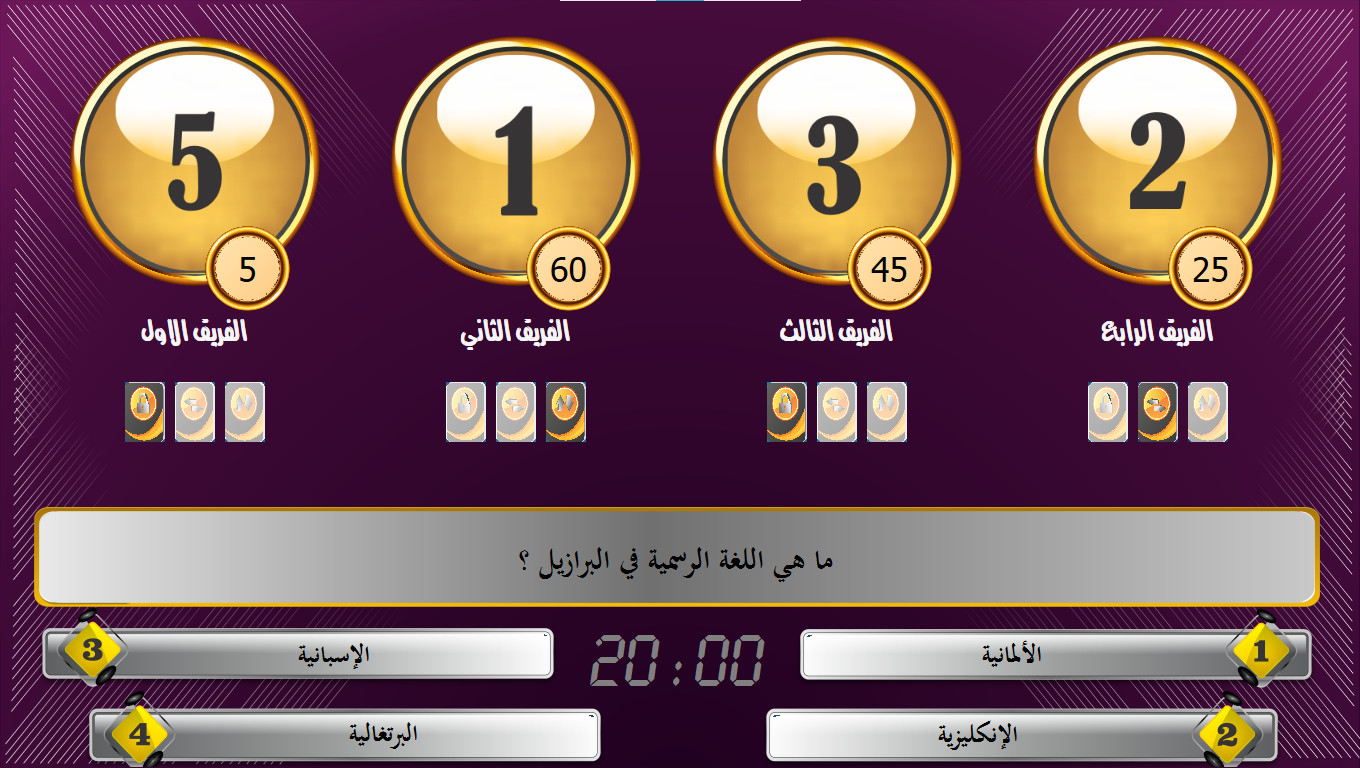 5
1
3
2
5
60
45
25
الفريق الاول
الفريق الثاني
الفريق الثالث
الفريق الرابع
ما هي اللغة الرسمية في البرازيل ؟
1 الألمانية
20:00
3 الإسبانية
2 الإنكليزية
4 البرتغالية